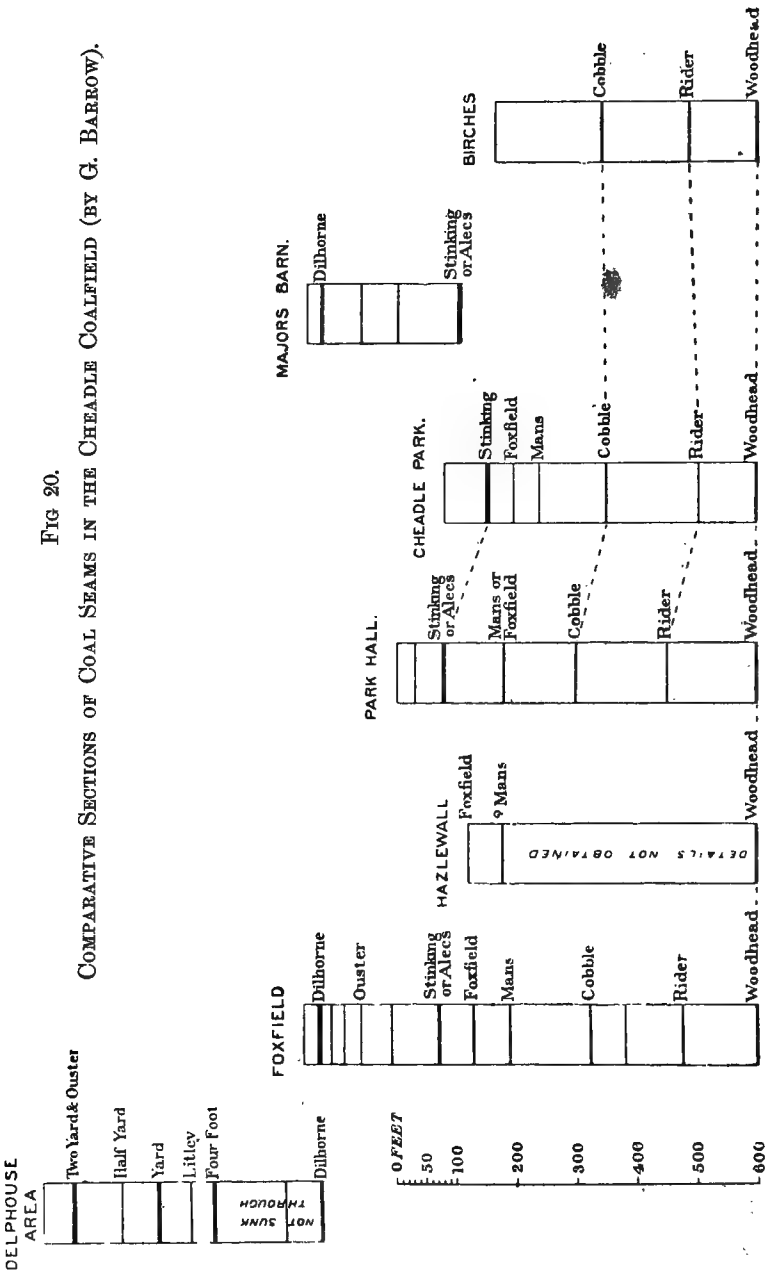 FIG 20.
COMPARATIVE SECTIONS OF COAL SEAMS IN THE CHEADLE COALFIELD (BY G. BARROW).
DELPHOUSE
AREA
Two Yard & Ouster
Half Yard
Yard
Litley
Four Foot
NOT SUNK
THROUGH
Dilhorne
0 FEET
50
100
200
300
400
500
600
FOXFIELD
Dilhorne
Ouster
Stinking
or Alecs
Foxfield
Mans
Cobble
Rider
Woodhead
HAZLEWALL
Foxfield
? Mans
DETAILS NOT OBTAINED
Woodhead
PARK HALL.
Stinking
or Alecs
Mans or
Foxfield
Cobble
Rider
Woodhead
CHEADLE PARK.
Stinking
Foxfield
Mans
Cobble
Rider
Woodhead
MAJORS BARN.
Dilhorne
Stinking
or Alecs
BIRCHES
Cobble
Rider
Woodhead